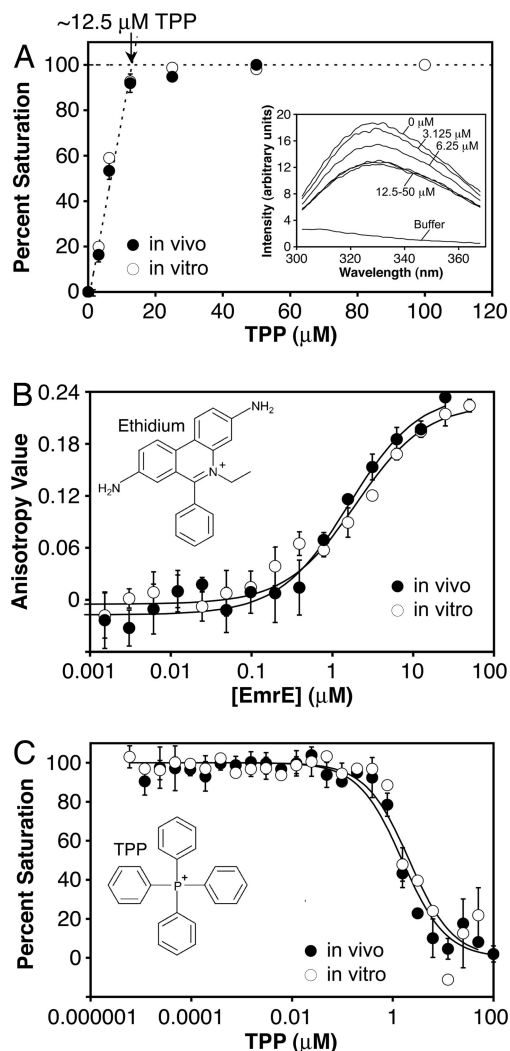 ~12.5 µM TPP
A
Percent Saturation
100
80
60
40
20
0
0 20 40 60 80 100 120
TPP (µM)
in vivo
in vitro
Intensity (arbitrary units)
20
16
12
8
4
0
300 320 340 360
Wavelength (nm)
0 µM
3.125 µM
6.25 µM
12.5-50 µM
Buffer
B
Anisotropy Value
0.24
0.18
0.12
0.06
0
0.001 0.01 0.1 1 10 100
[EmrE] (µM)
Ethidium
NH2
H2N
N+
in vivo
in vitro
C
Percent Saturation
100
80
60
40
20
0
0.000001 0.0001 0.01 1 100
TPP (µM)
TPP
P+
in vivo
in vitro